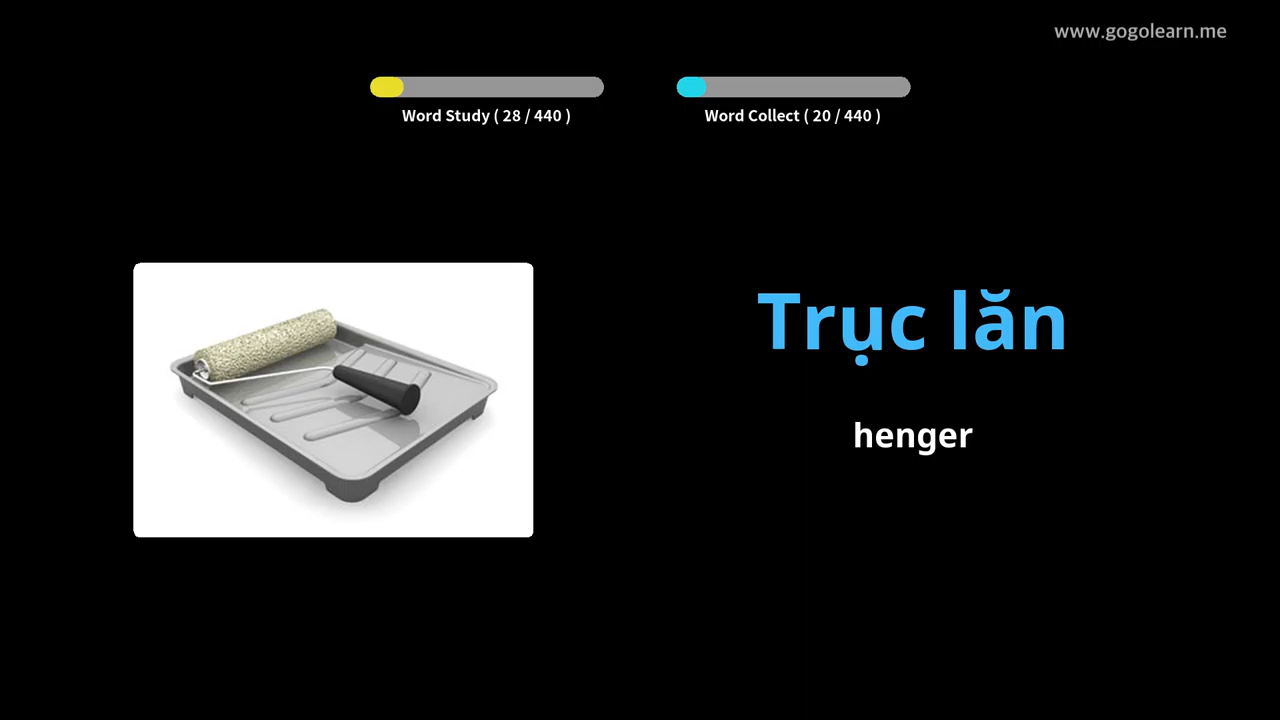 www.gogolearn.me
Word Study ( 28 / 440 )
Word Collect ( 20 / 440 )
Trục lăn
henger